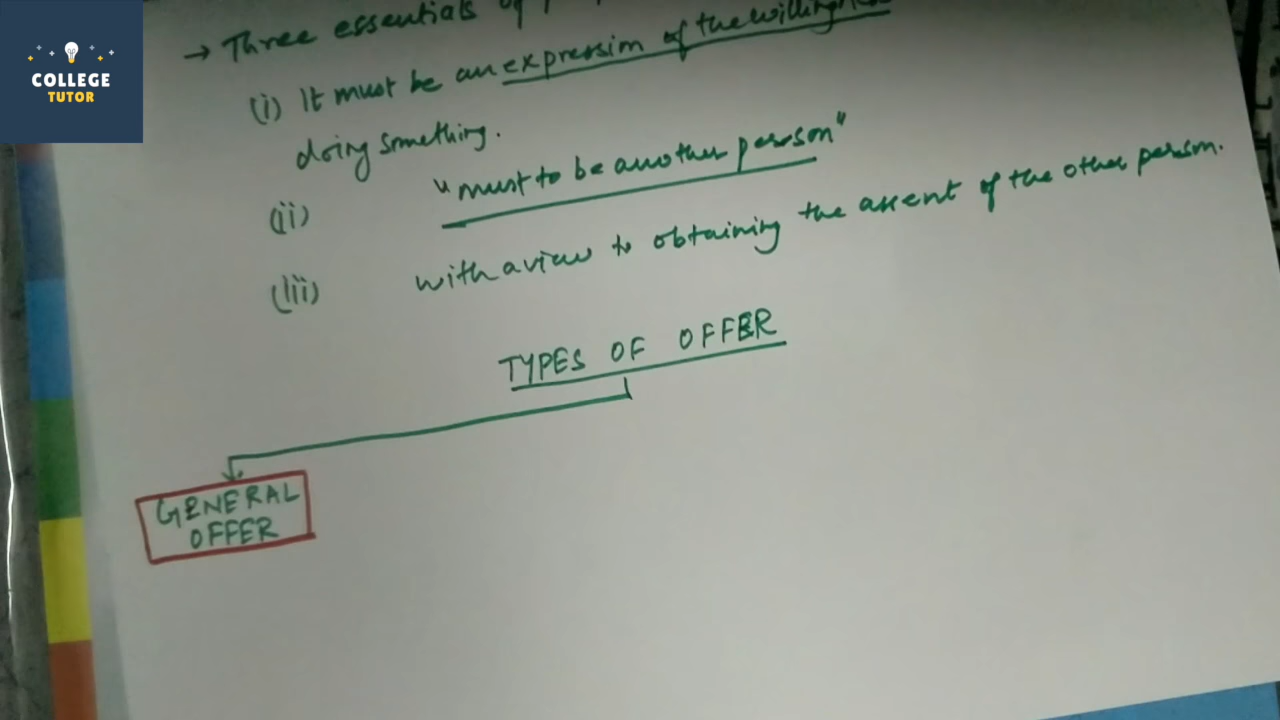 COLLEGE
TUTOR
→ Three essentials of
(i) It must be an expression of the willingness
doing something.
(ii) "must to be another person"
(iii) with a view to obtaining the assent of the other person.
TYPES OF OFFER
GENERAL
OFFER